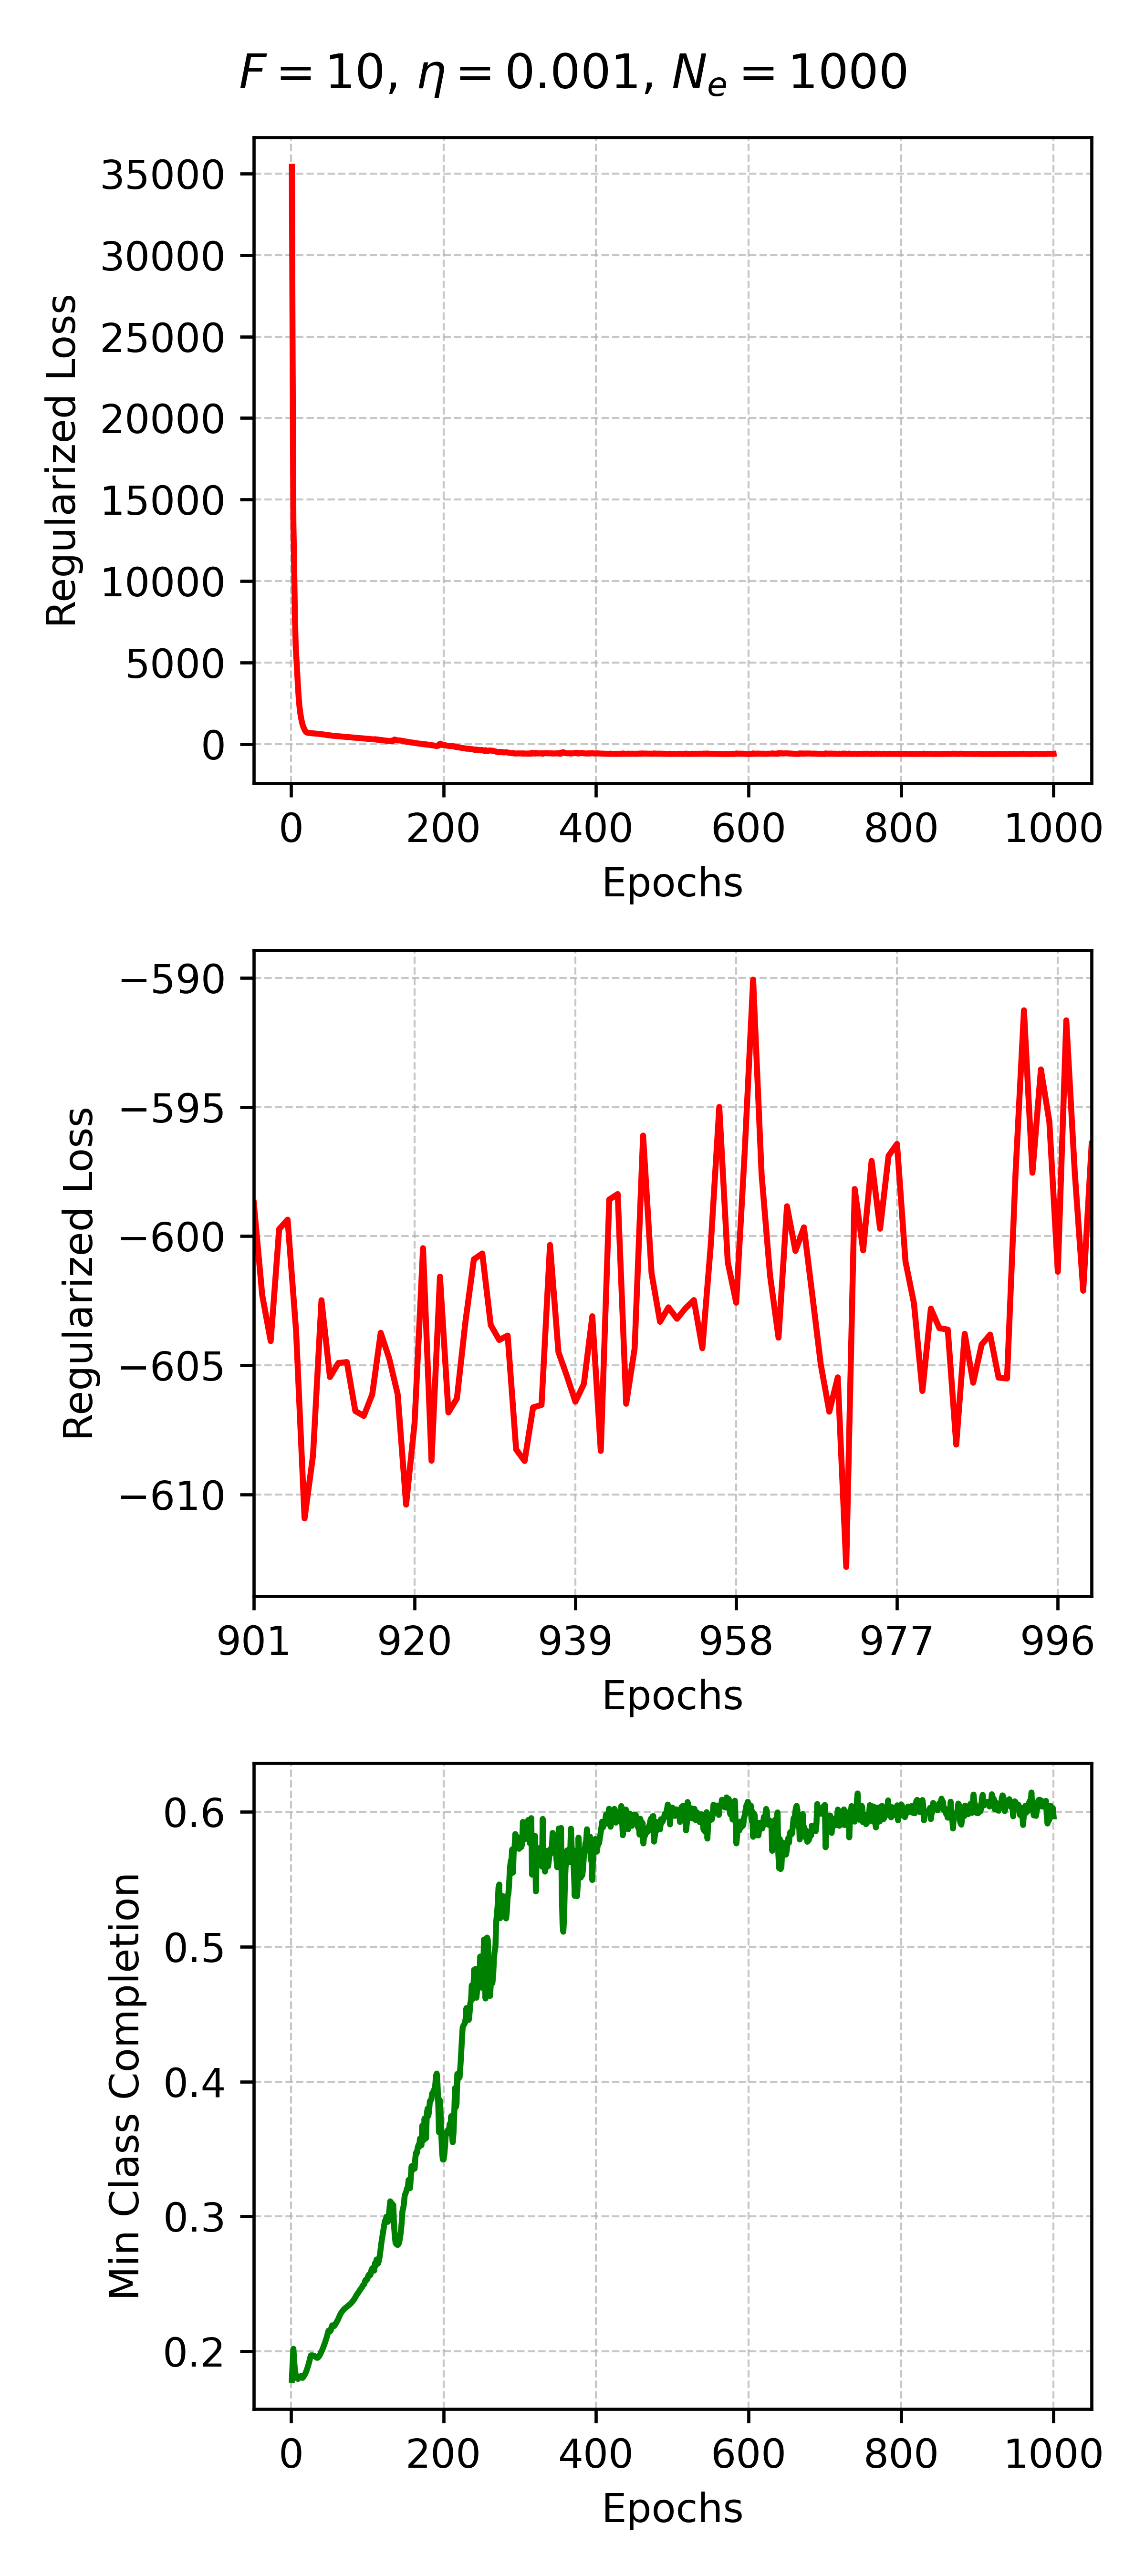 F = 10, η = 0.001, Nₑ = 1000
35000
30000
25000
20000
15000
10000
5000
0
Regularized Loss
0 200 400 600 800 1000
Epochs
−590
−595
−600
−605
−610
Regularized Loss
901 920 939 958 977 996
Epochs
0.6
0.5
0.4
0.3
0.2
Min Class Completion
0 200 400 600 800 1000
Epochs